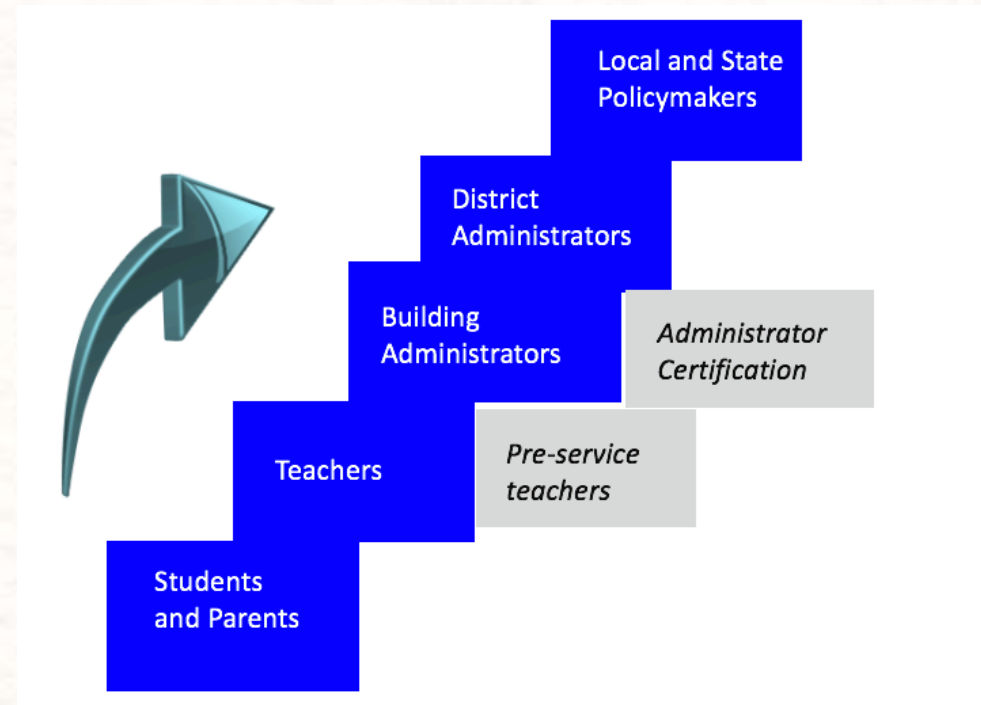 Local and State
Policymakers
District
Administrators
Building
Administrators
Administrator
Certification
Teachers
Pre-service
teachers
Students
and Parents